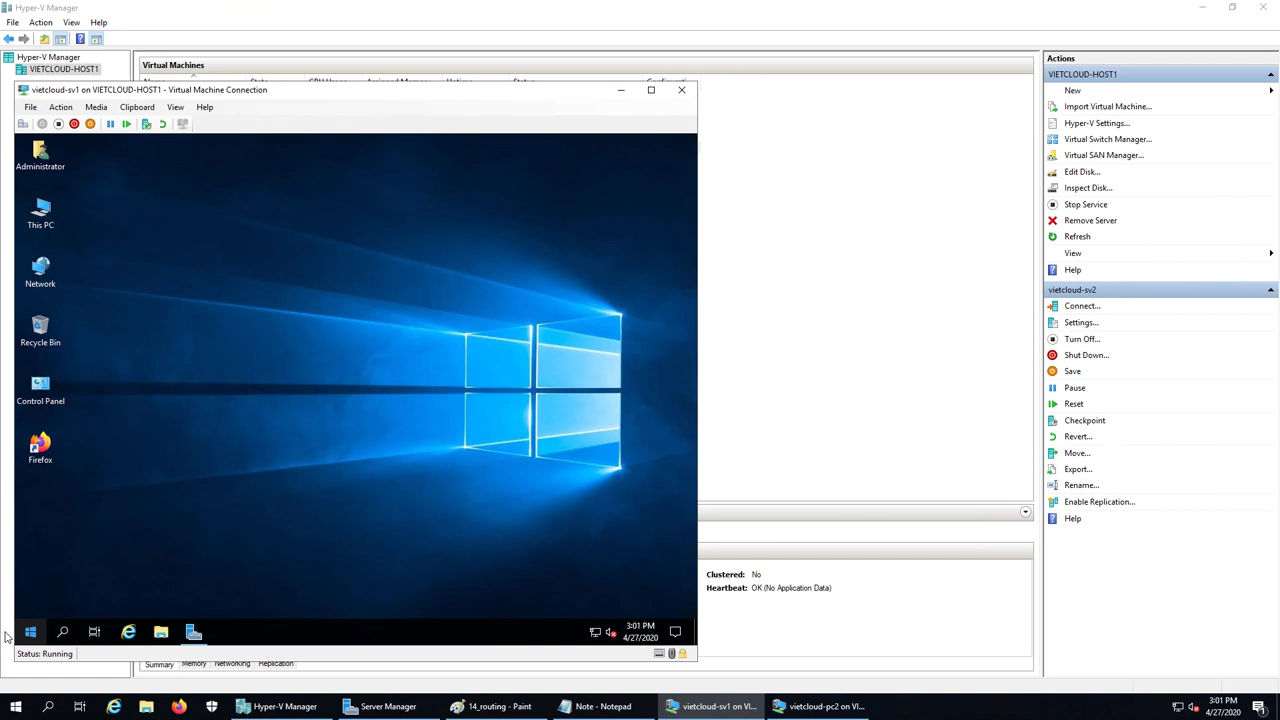 Hyper-V Manager
File Action View Help
Hyper-V Manager
VIETCLOUD-HOST1
Virtual Machines
vietcloud-sv1 on VIETCLOUD-HOST1 - Virtual Machine Connection
File Action Media Clipboard View Help
Administrator
This PC
Network
Recycle Bin
Control Panel
Firefox
3:01 PM
4/27/2020
Status: Running
Clustered: No
Heartbeat: OK (No Application Data)
Summary Memory Networking Replication
Actions
VIETCLOUD-HOST1
New
Import Virtual Machine...
Hyper-V Settings...
Virtual Switch Manager...
Virtual SAN Manager...
Edit Disk...
Inspect Disk...
Stop Service
Remove Server
Refresh
View
Help
vietcloud-sv2
Connect...
Settings...
Turn Off...
Shut Down...
Save
Pause
Reset
Checkpoint
Revert...
Move...
Export...
Rename...
Enable Replication...
Help
Hyper-V Manager
Server Manager
14_routing - Paint
Note - Notepad
vietcloud-sv1 on VI...
vietcloud-pc2 on VI...
3:01 PM
4/27/2020